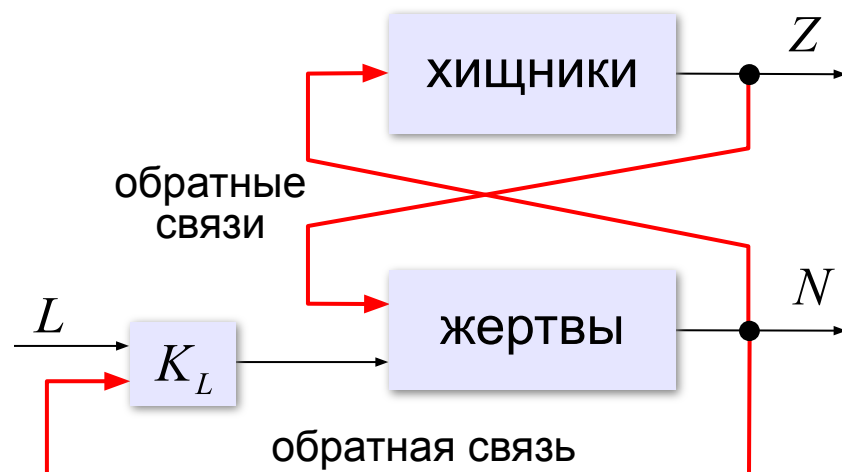 хищники
Z
обратные
связи
L
K_L
жертвы
N
обратная связь